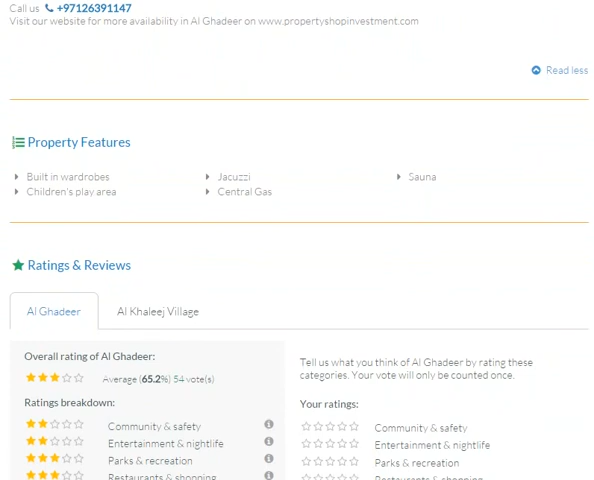 Call us +97126391147
Visit our website for more availability in Al Ghadeer on www.propertyshopinvestment.com
Read less
Property Features
Built in wardrobes Jacuzzi Sauna
Children's play area Central Gas
Ratings & Reviews
Al Ghadeer Al Khaleej Village
Overall rating of Al Ghadeer:
Average (65.2%) 54 vote(s)
Ratings breakdown:
Community & safety
Entertainment & nightlife
Parks & recreation
Restaurants & shopping
Tell us what you think of Al Ghadeer by rating these
categories. Your vote will only be counted once.
Your ratings:
Community & safety
Entertainment & nightlife
Parks & recreation
Restaurants & shopping